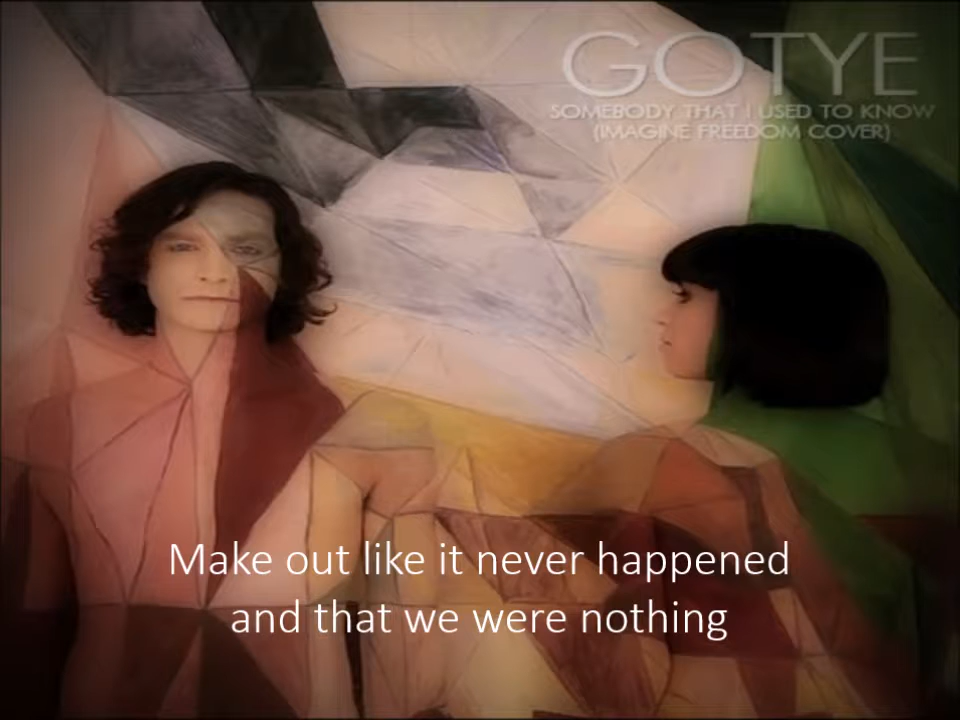 GOTYE
SOMEBODY THAT I USED TO KNOW
(IMAGINE FREEDOM COVER)
Make out like it never happened
and that we were nothing